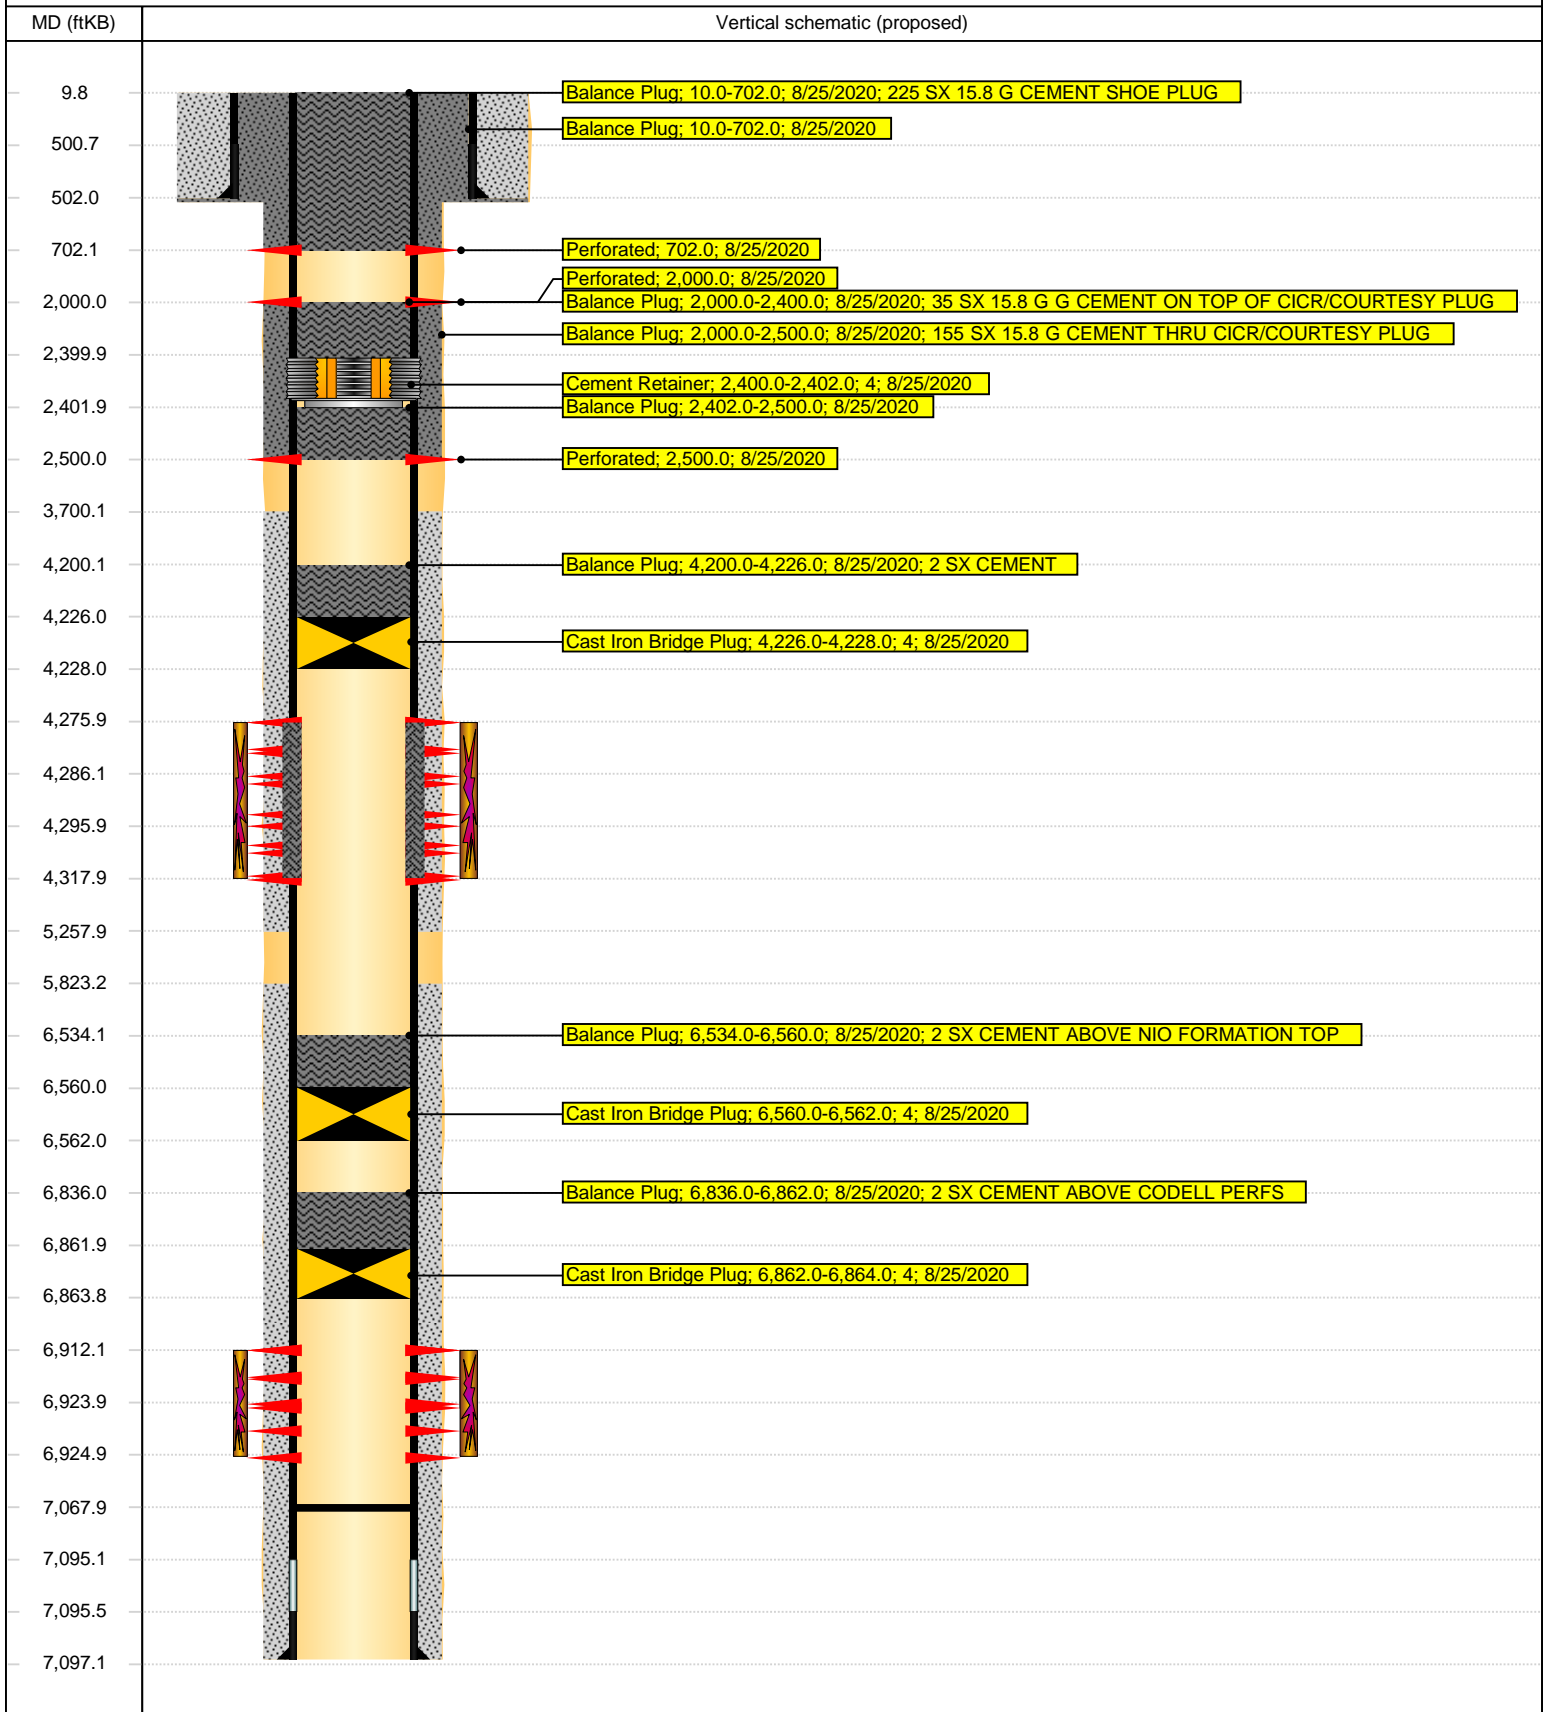 MD (ftKB)
Vertical schematic (proposed)
9.8
Balance Plug; 10.0-702.0; 8/25/2020; 225 SX 15.8 G CEMENT SHOE PLUG
Balance Plug; 10.0-702.0; 8/25/2020
500.7
502.0
702.1
Perforated; 702.0; 8/25/2020
Perforated; 2,000.0; 8/25/2020
2,000.0
Balance Plug; 2,000.0-2,400.0; 8/25/2020; 35 SX 15.8 G G CEMENT ON TOP OF CICR/COURTESY PLUG
Balance Plug; 2,000.0-2,500.0; 8/25/2020; 155 SX 15.8 G CEMENT THRU CICR/COURTESY PLUG
2,399.9
Cement Retainer; 2,400.0-2,402.0; 4; 8/25/2020
2,401.9
Balance Plug; 2,402.0-2,500.0; 8/25/2020
2,500.0
Perforated; 2,500.0; 8/25/2020
3,700.1
4,200.1
Balance Plug; 4,200.0-4,226.0; 8/25/2020; 2 SX CEMENT
4,226.0
Cast Iron Bridge Plug; 4,226.0-4,228.0; 4; 8/25/2020
4,228.0
4,275.9
4,286.1
4,295.9
4,317.9
5,257.9
5,823.2
6,534.1
Balance Plug; 6,534.0-6,560.0; 8/25/2020; 2 SX CEMENT ABOVE NIO FORMATION TOP
6,560.0
Cast Iron Bridge Plug; 6,560.0-6,562.0; 4; 8/25/2020
6,562.0
6,836.0
Balance Plug; 6,836.0-6,862.0; 8/25/2020; 2 SX CEMENT ABOVE CODELL PERFS
6,861.9
Cast Iron Bridge Plug; 6,862.0-6,864.0; 4; 8/25/2020
6,863.8
6,912.1
6,923.9
6,924.9
7,067.9
7,095.1
7,095.5
7,097.1